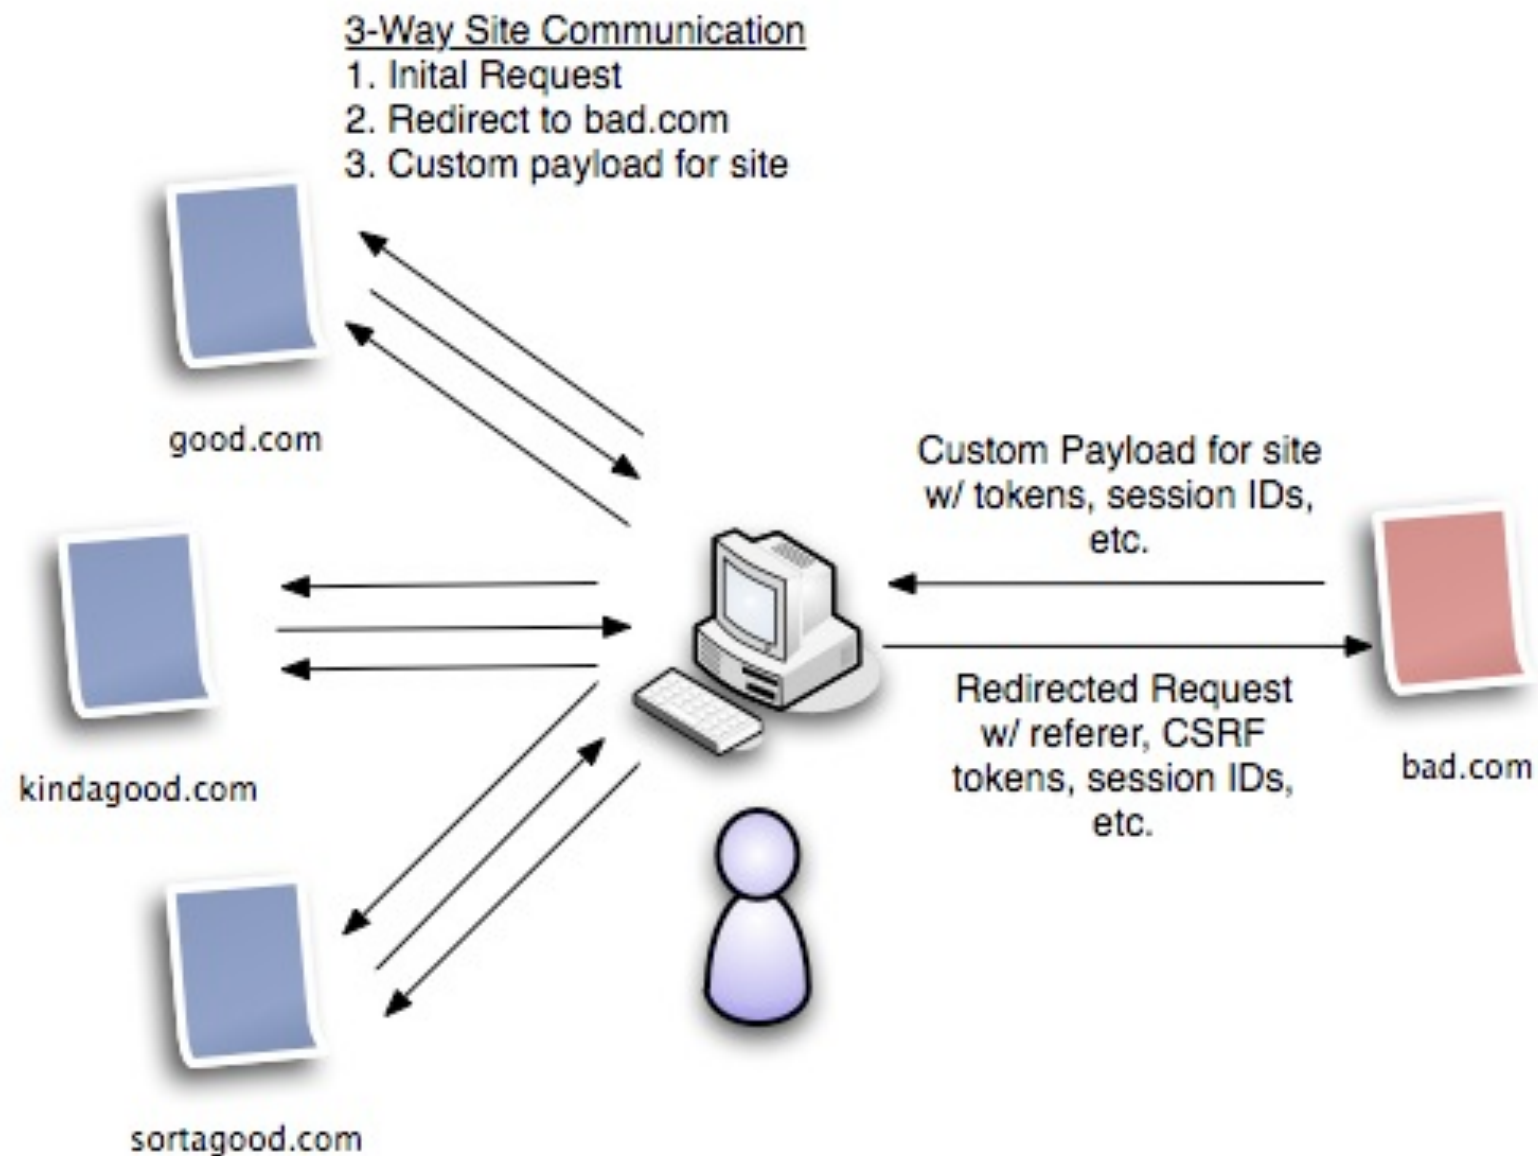 3-Way Site Communication
1. Inital Request
2. Redirect to bad.com
3. Custom payload for site
good.com
Custom Payload for site
w/ tokens, session IDs,
etc.
Redirected Request
w/ referer, CSRF
tokens, session IDs,
etc.
bad.com
kindagood.com
sortagood.com